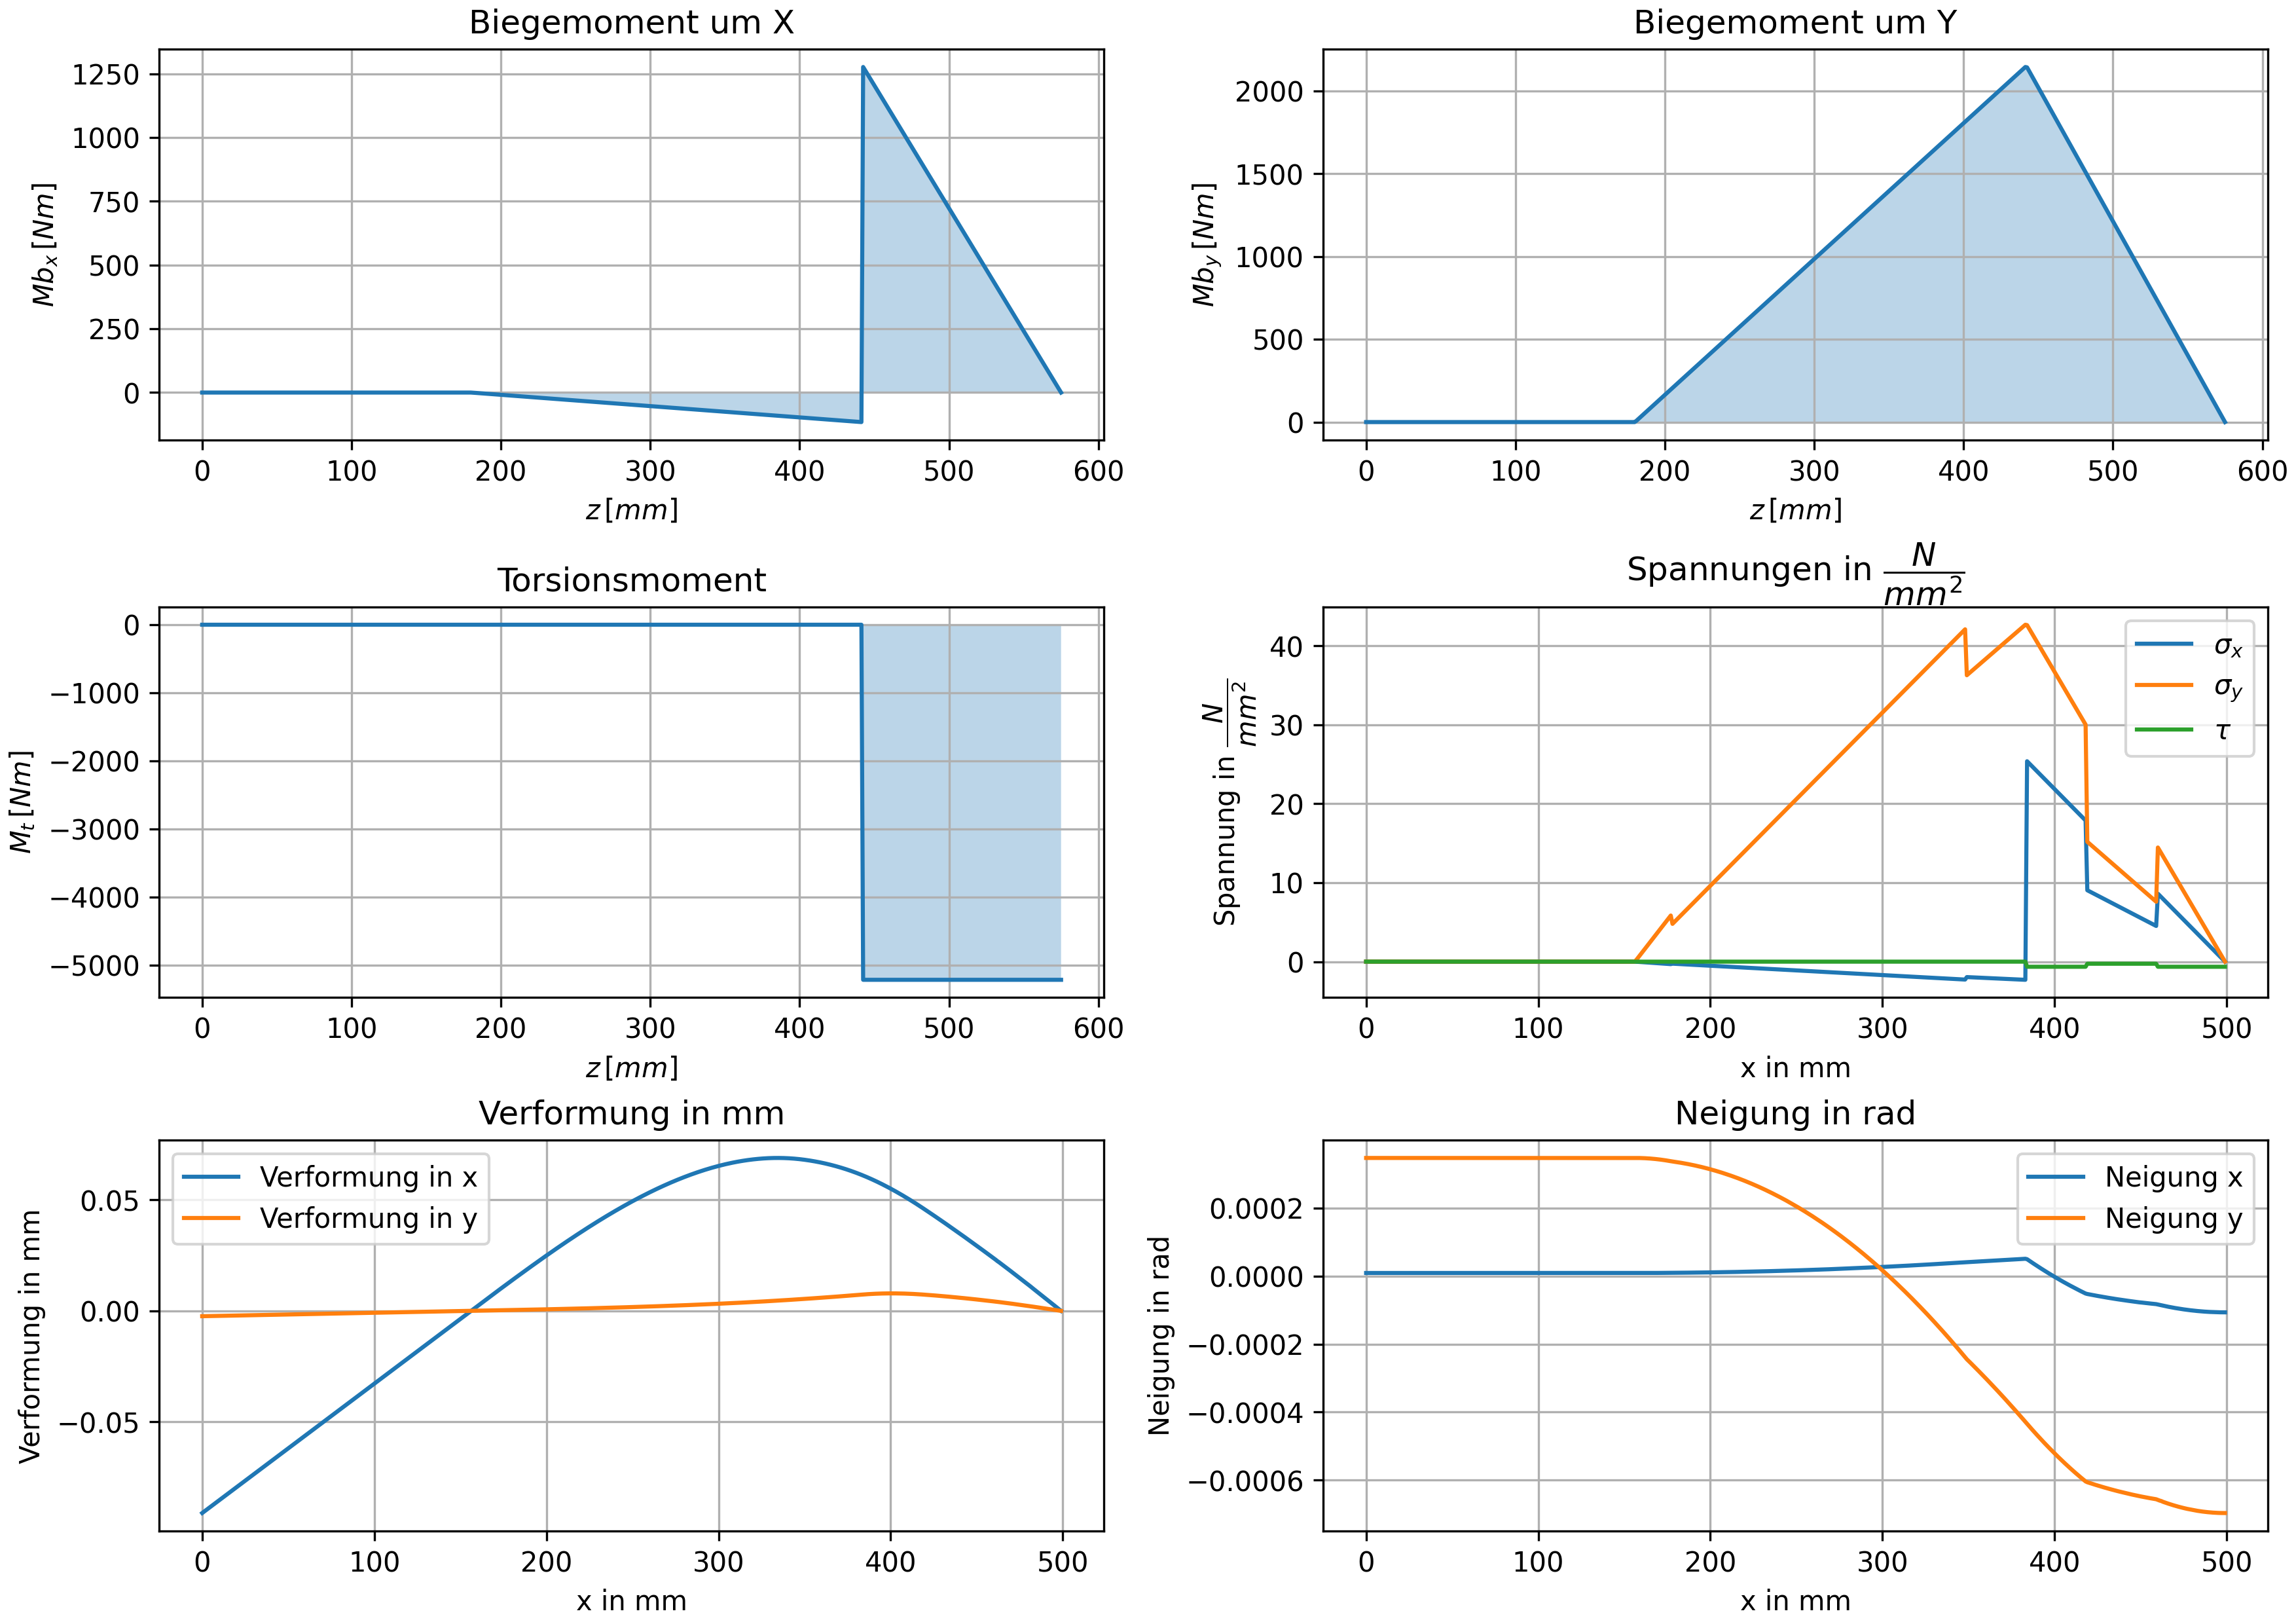 Biegemoment um X
1250
1000
750
500
250
0
Mb_x [Nm]
0 100 200 300 400 500 600
z [mm]
Biegemoment um Y
2000
1500
1000
500
0
Mb_y [Nm]
0 100 200 300 400 500 600
z [mm]
Torsionsmoment
0
−1000
−2000
−3000
−4000
−5000
M_t [Nm]
0 100 200 300 400 500 600
z [mm]
Spannungen in N/mm²
40
30
20
10
0
Spannung in N/mm²
σ_x
σ_y
τ
0 100 200 300 400 500
x in mm
Verformung in mm
0.05
0.00
−0.05
Verformung in mm
Verformung in x
Verformung in y
0 100 200 300 400 500
x in mm
Neigung in rad
0.0002
0.0000
−0.0002
−0.0004
−0.0006
Neigung in rad
Neigung x
Neigung y
0 100 200 300 400 500
x in mm